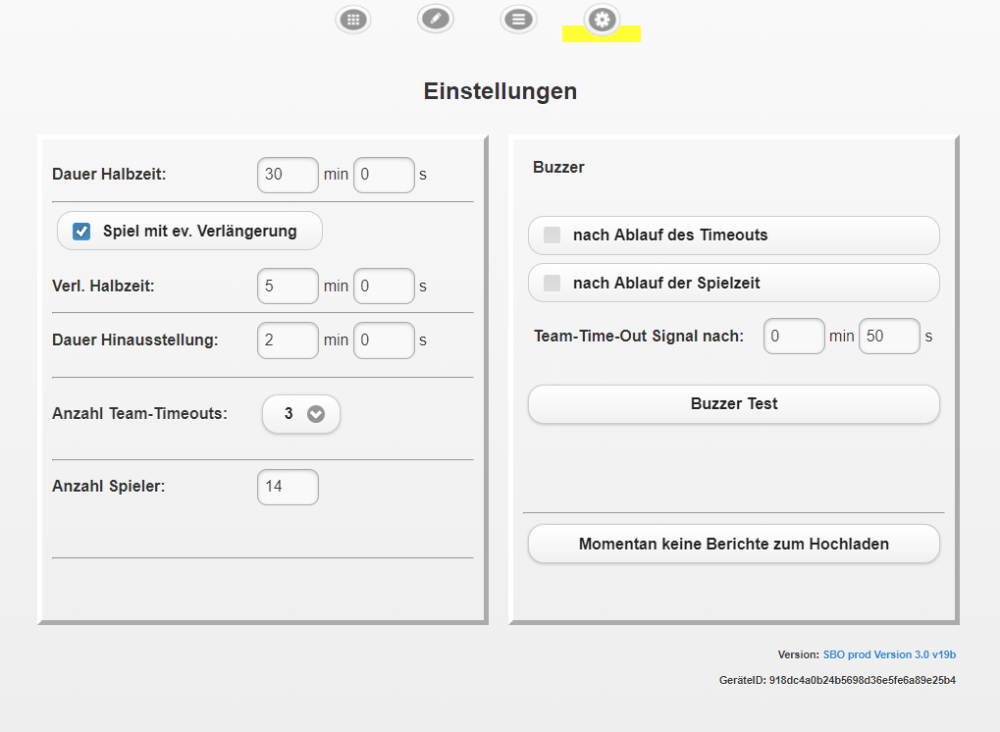 Einstellungen
Dauer Halbzeit: 30 min 0 s
Spiel mit ev. Verlängerung
Verl. Halbzeit: 5 min 0 s
Dauer Hinausstellung: 2 min 0 s
Anzahl Team-Timeouts: 3
Anzahl Spieler: 14
Buzzer
nach Ablauf des Timeouts
nach Ablauf der Spielzeit
Team-Time-Out Signal nach: 0 min 50 s
Buzzer Test
Momentan keine Berichte zum Hochladen
Version: SBO prod Version 3.0 v19b
GeräteID: 918dc4a0b24b5698d36e5fe6a89e25b4